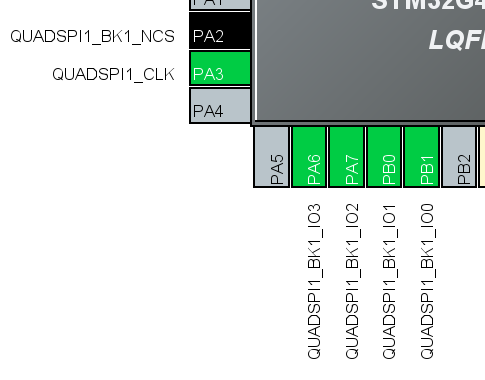 PA1
STM32G4
QUADSPI1_BK1_NCS PA2
LQF
QUADSPI1_CLK PA3
PA4
PA5 PA6 PA7 PB0 PB1 PB2
QUADSPI1_BK1_IO3
QUADSPI1_BK1_IO2
QUADSPI1_BK1_IO1
QUADSPI1_BK1_IO0